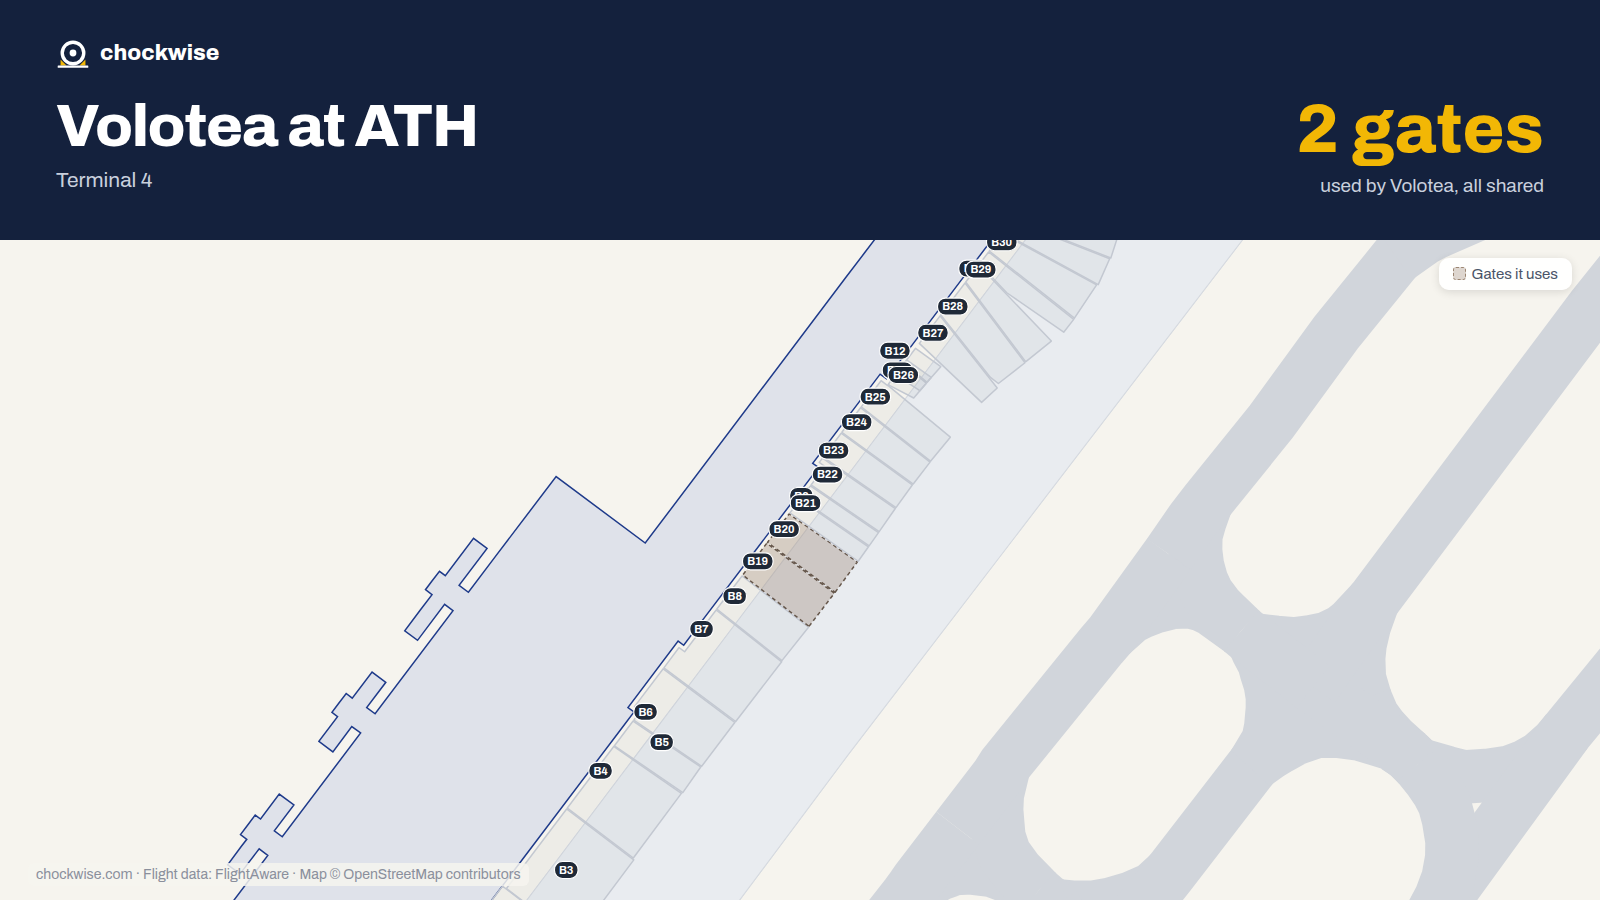 chockwise
Volotea at ATH
Terminal 4
2 gates
used by Volotea, all shared
Gates it uses
B30
B29
B28
B27
B12
B26
B25
B24
B23
B22
B21
B20
B19
B8
B7
B6
B5
B4
B3
chockwise.com · Flight data: FlightAware · Map © OpenStreetMap contributors